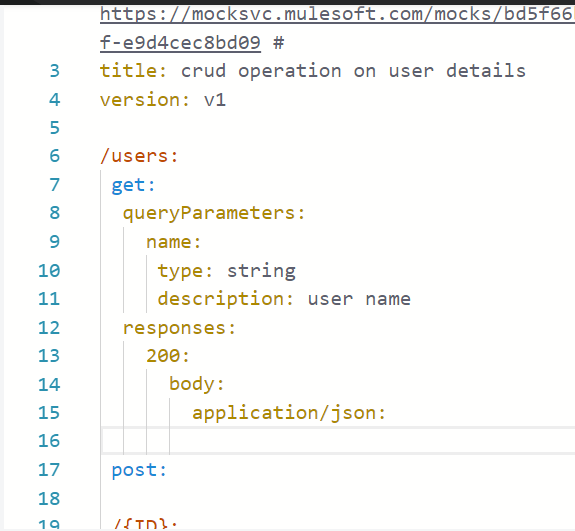 https://mocksvc.mulesoft.com/mocks/bd5f66
f-e9d4cec8bd09 #
3 title: crud operation on user details
4 version: v1
5
6 /users:
7 get:
8 queryParameters:
9 name:
10 type: string
11 description: user name
12 responses:
13 200:
14 body:
15 application/json:
16
17 post:
18
19 /{ID}: